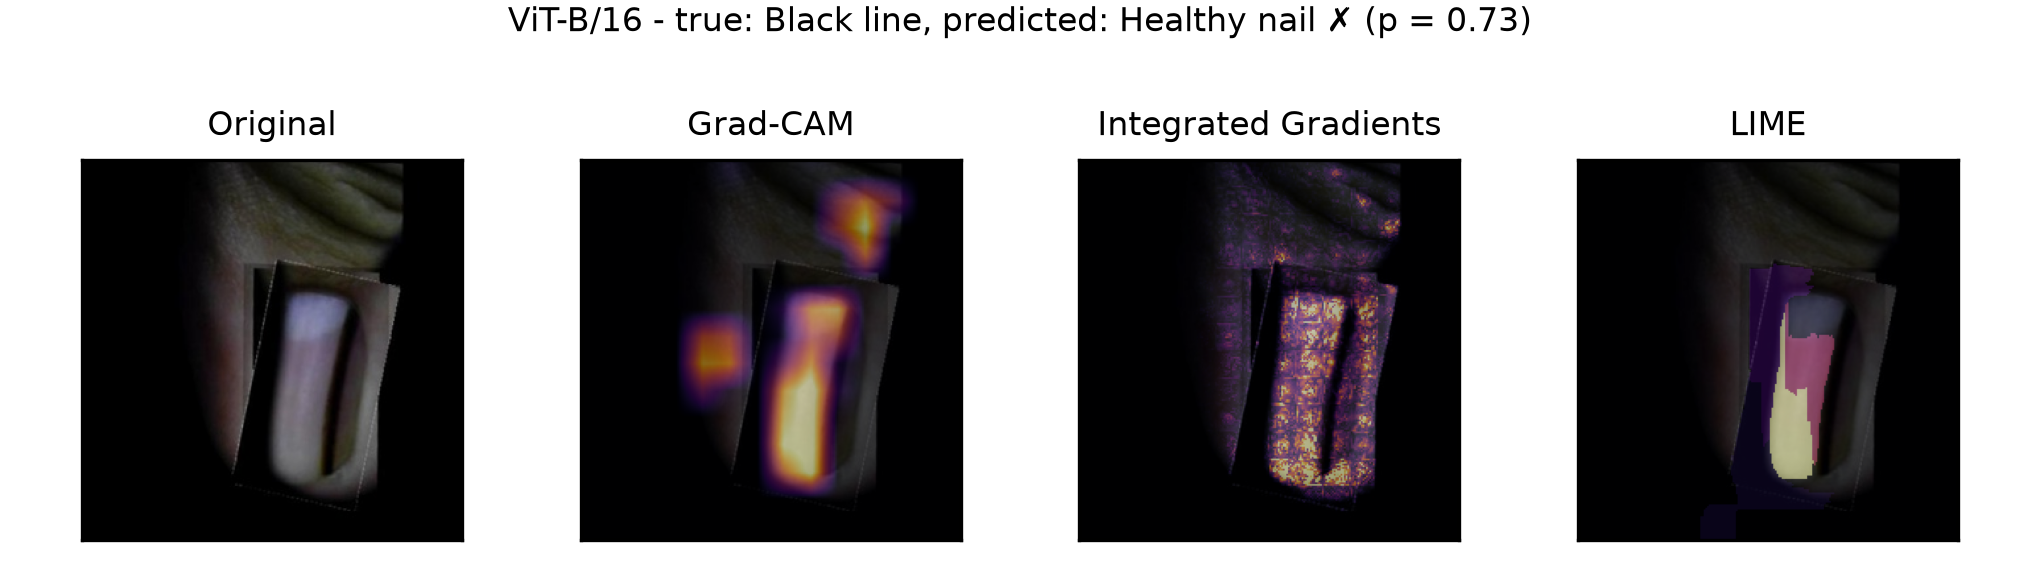 ViT-B/16 - true: Black line, predicted: Healthy nail ✗ (p = 0.73)
Original
Grad-CAM
Integrated Gradients
LIME